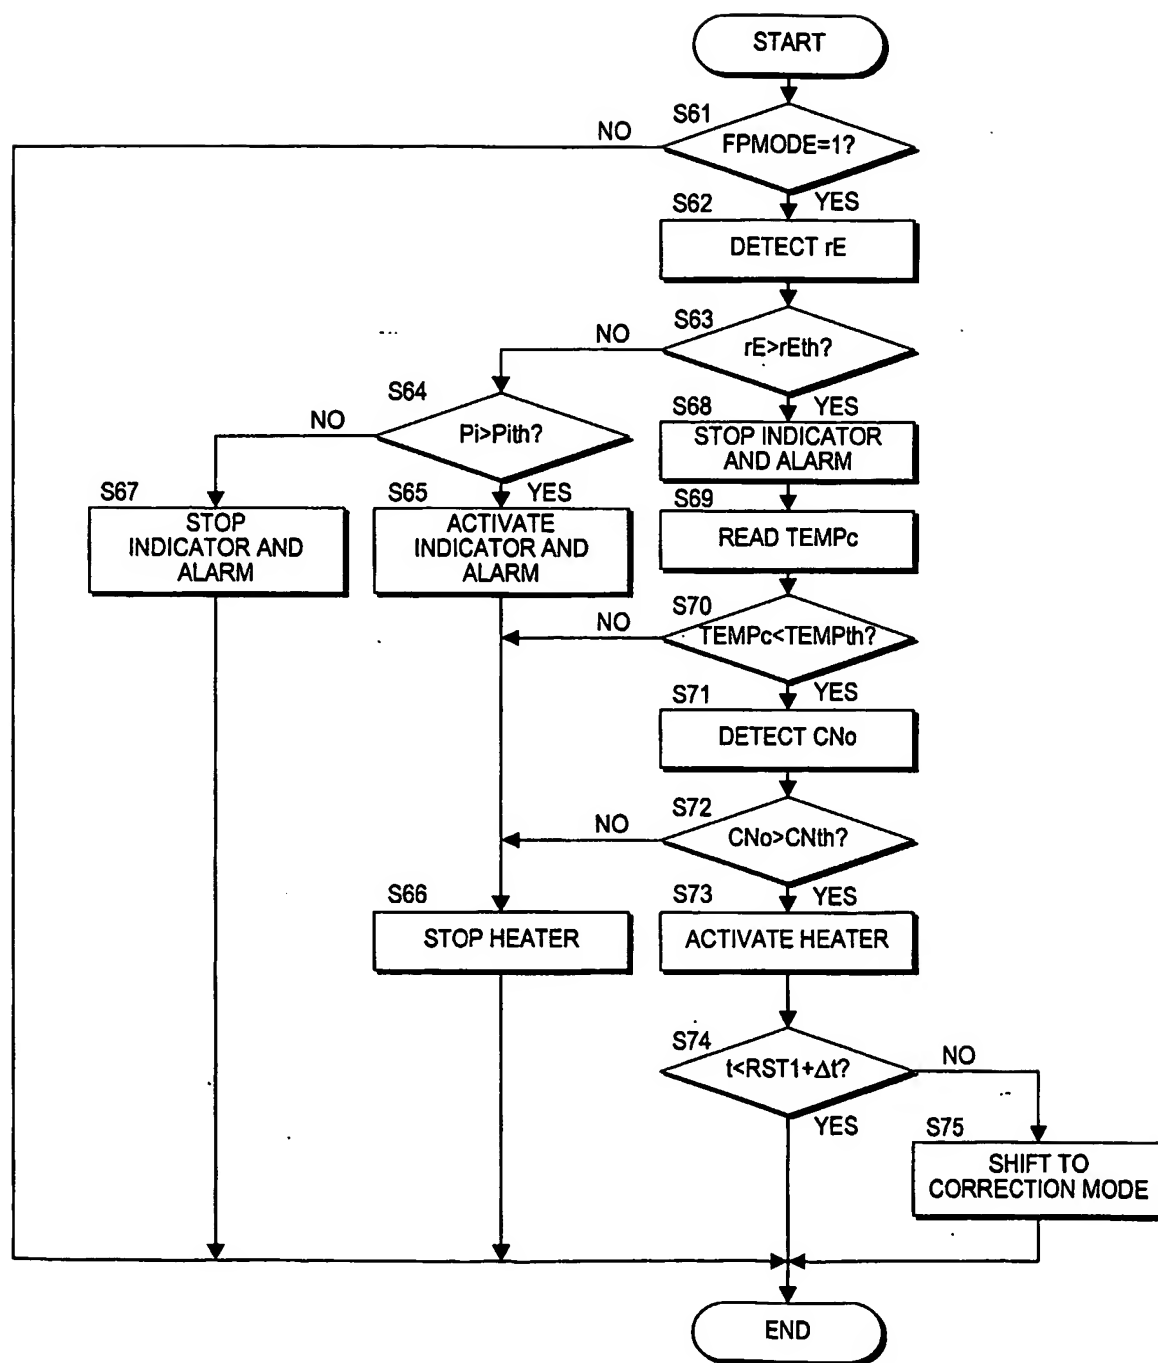 START
S61
NO
FPMODE=1?
YES
S62
DETECT rE
S63
NO
rE>rEth?
YES
S64
NO
Pi>Pith?
YES
S68
STOP INDICATOR
AND ALARM
S67
STOP
INDICATOR AND
ALARM
S65
ACTIVATE
INDICATOR AND
ALARM
S69
READ TEMPc
S70
NO
TEMPc<TEMPth?
YES
S71
DETECT CNo
S72
NO
CNo>CNth?
YES
S66
STOP HEATER
S73
ACTIVATE HEATER
S74
t<RST1+Δt?
NO
YES
S75
SHIFT TO
CORRECTION MODE
END